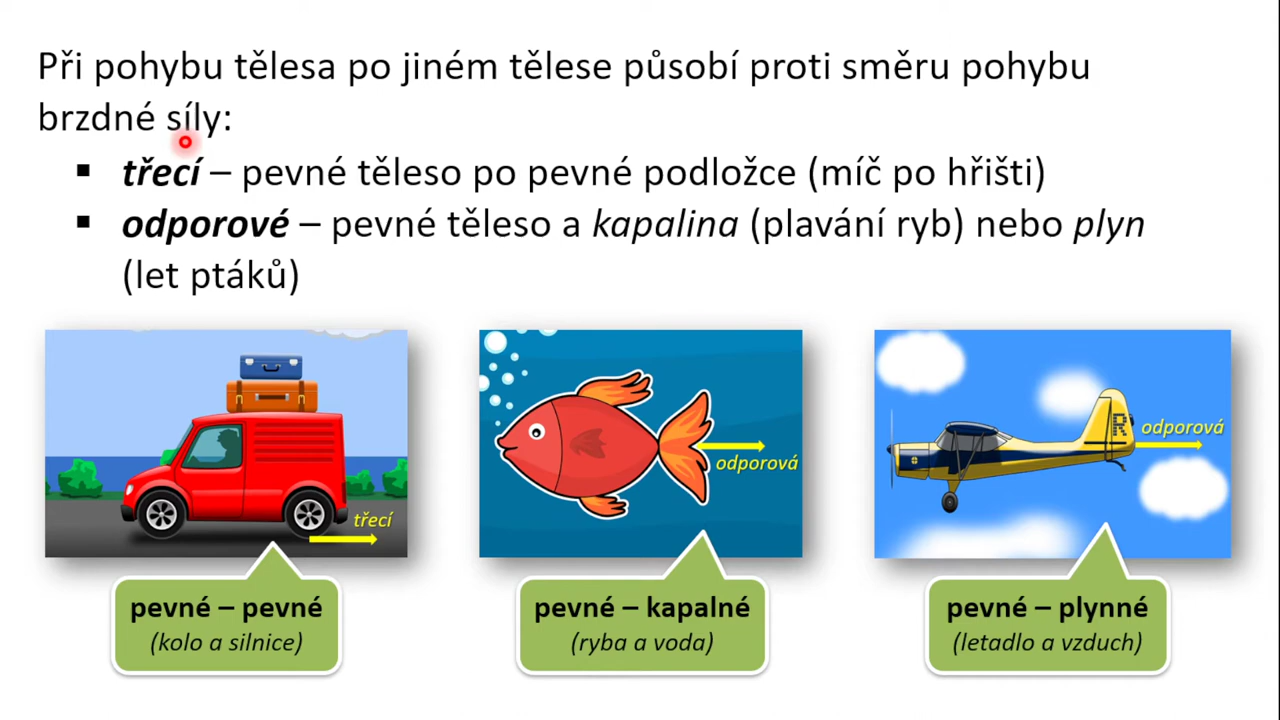 Při pohybu tělesa po jiném tělese působí proti směru pohybu
brzdné síly:
▪ třecí – pevné těleso po pevné podložce (míč po hřišti)
▪ odporové – pevné těleso a kapalina (plavání ryb) nebo plyn
(let ptáků)
třecí
odporová
odporová
R
pevné – pevné
(kolo a silnice)
pevné – kapalné
(ryba a voda)
pevné – plynné
(letadlo a vzduch)